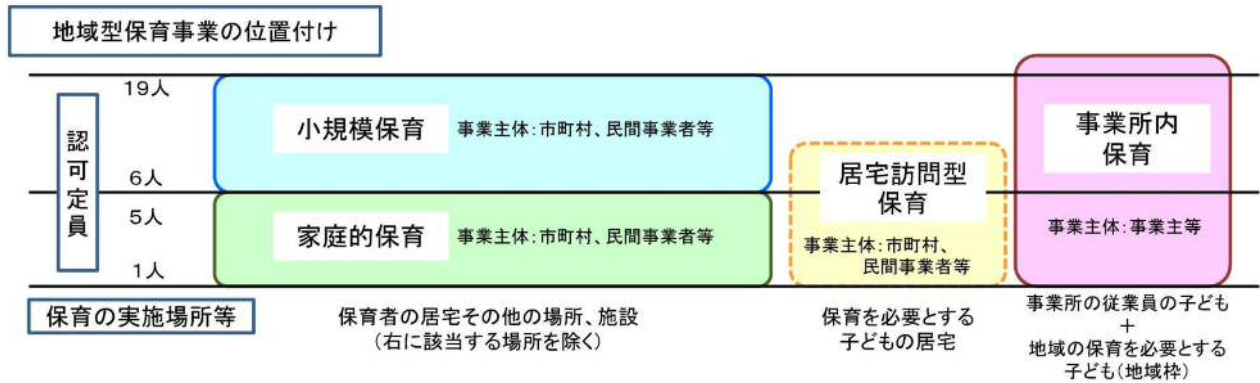 地域型保育事業の位置付け
認可定員
19人
6人
5人
1人
小規模保育
事業主体:市町村、民間事業者等
家庭的保育
事業主体:市町村、民間事業者等
居宅訪問型
保育
事業主体:市町村、
民間事業者等
事業所内
保育
事業主体:事業主等
保育の実施場所等
保育者の居宅その他の場所、施設
(右に該当する場所を除く)
保育を必要とする
子どもの居宅
事業所の従業員の子ども
+
地域の保育を必要とする
子ども(地域枠)